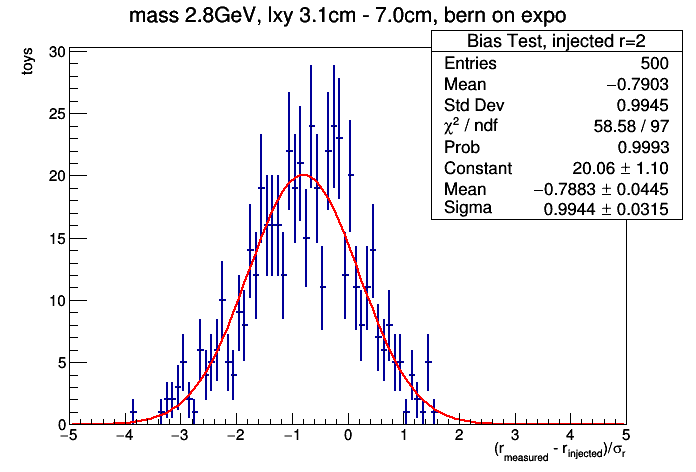 mass 2.8GeV, lxy 3.1cm - 7.0cm, bern on expo
Bias Test, injected r=2
Entries 500
Mean −0.7903
Std Dev 0.9945
χ² / ndf 58.58 / 97
Prob 0.9993
Constant 20.06 ± 1.10
Mean −0.7883 ± 0.0445
Sigma 0.9944 ± 0.0315
toys
30
25
20
15
10
5
0
−5 −4 −3 −2 −1 0 1 2 3 4 5
(r_measured - r_injected)/σ_r